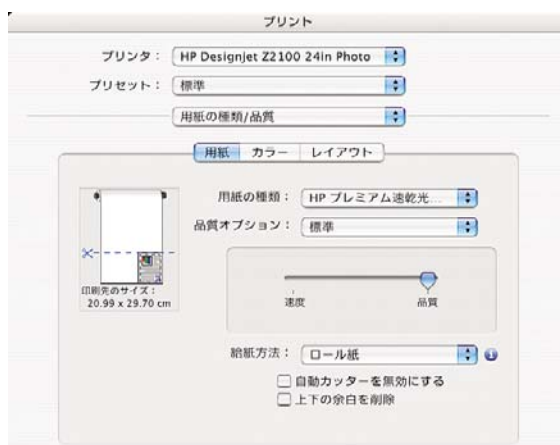 プリント
プリンタ： HP Designjet Z2100 24in Photo
プリセット： 標準
用紙の種類/品質
用紙 カラー レイアウト
用紙の種類： HP プレミアム速乾光...
品質オプション： 標準
速度 品質
印刷先のサイズ：
20.99 x 29.70 cm
給紙方法： ロール紙
自動カッターを無効にする
上下の余白を削除